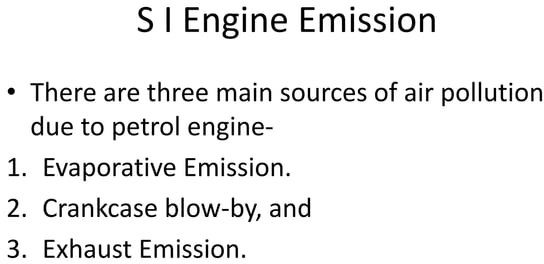 S I Engine Emission
• There are three main sources of air pollution
due to petrol engine-
1. Evaporative Emission.
2. Crankcase blow-by, and
3. Exhaust Emission.